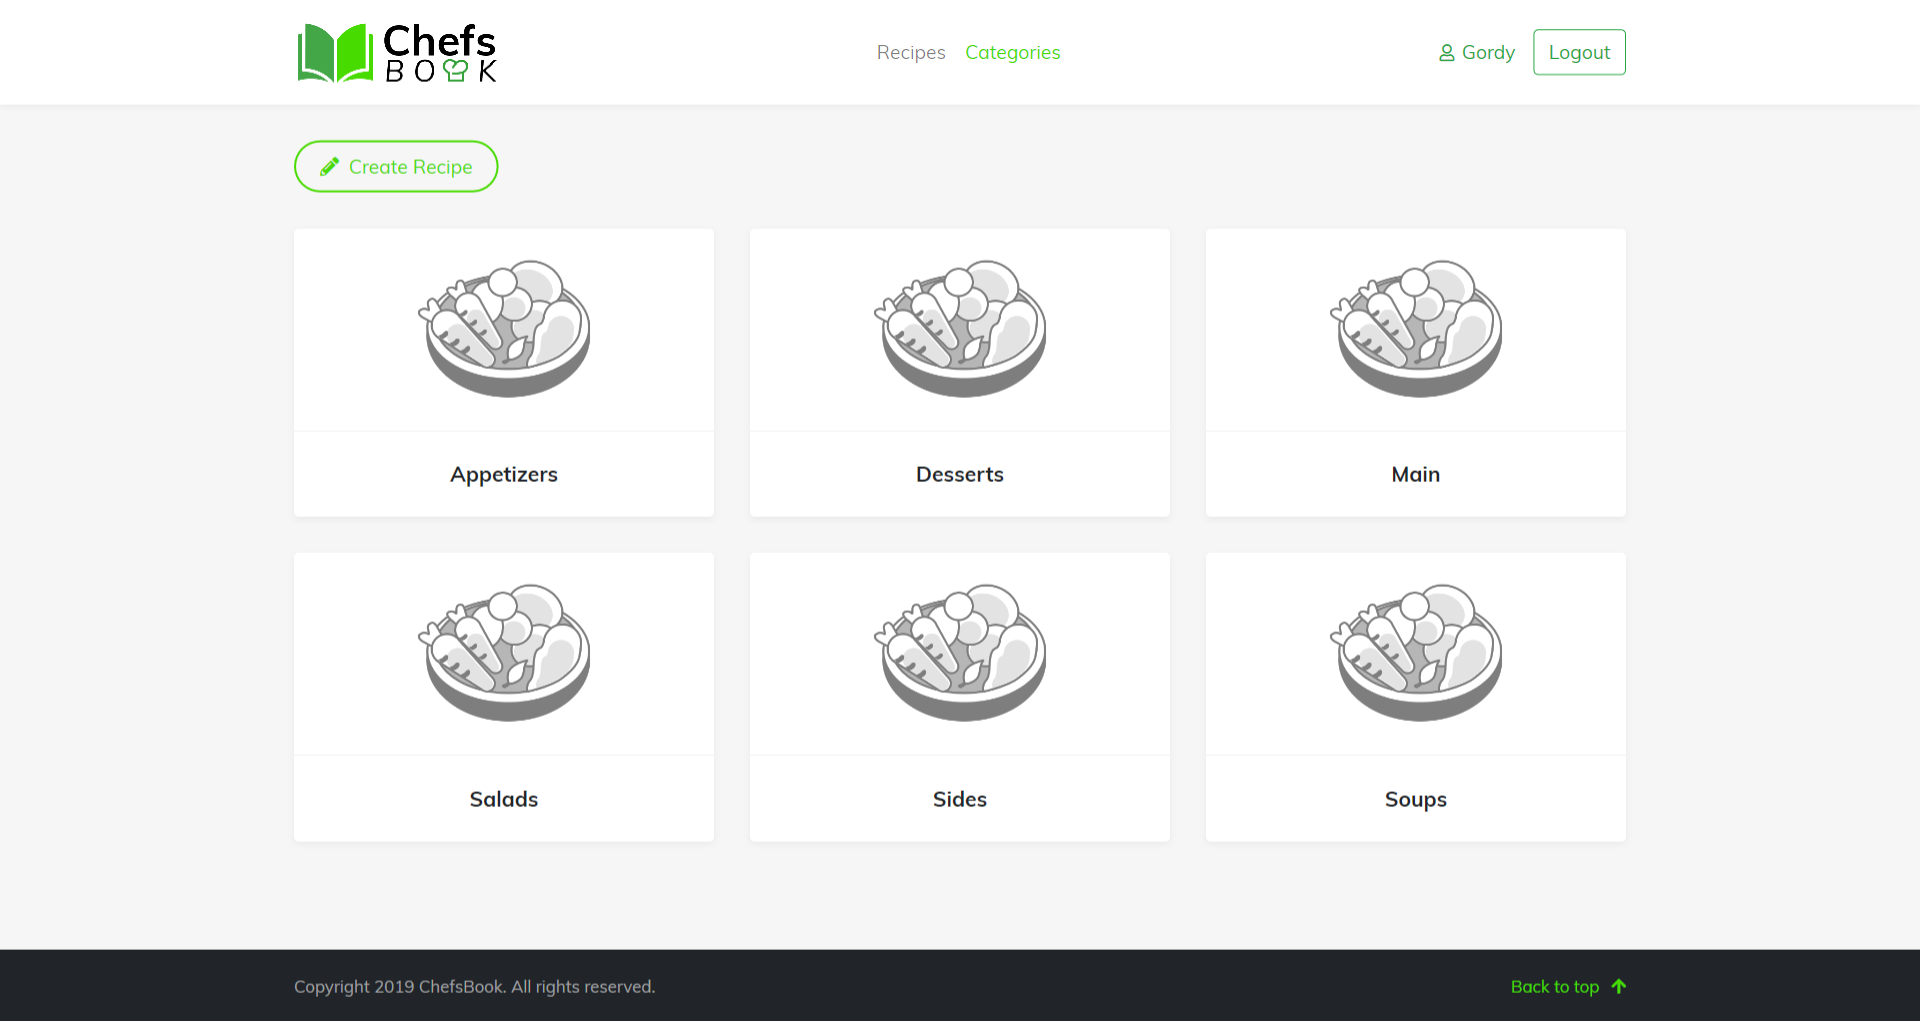 Chefs
BOOK
Recipes Categories
Gordy Logout
Create Recipe
Appetizers Desserts Main
Salads Sides Soups
Copyright 2019 ChefsBook. All rights reserved. Back to top